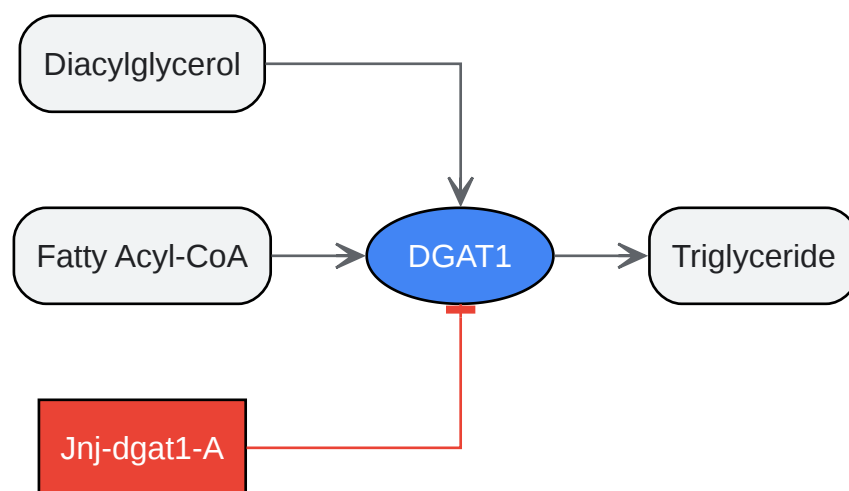 Diacylglycerol
Fatty Acyl-CoA
DGAT1
Triglyceride
Jnj-dgat1-A